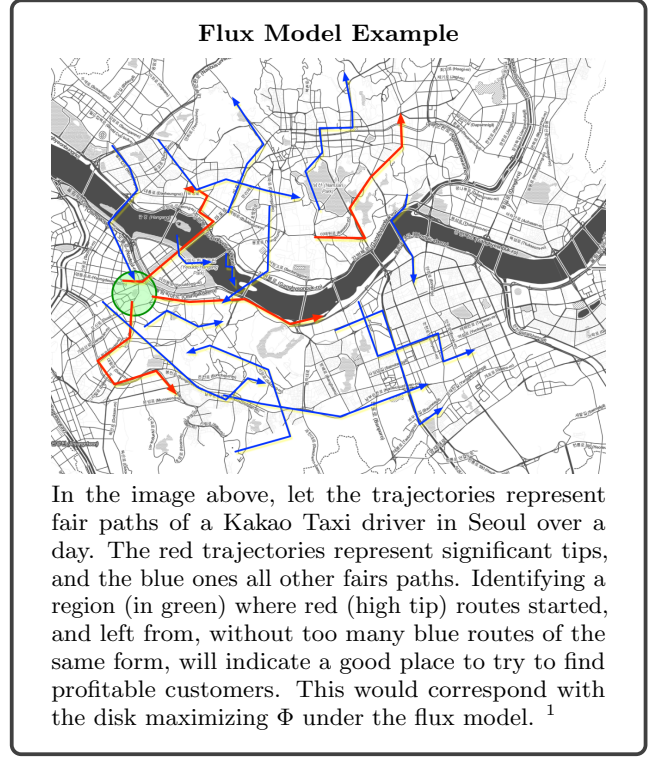 Flux Model Example
In the image above, let the trajectories represent
fair paths of a Kakao Taxi driver in Seoul over a
day. The red trajectories represent significant tips,
and the blue ones all other fairs paths. Identifying a
region (in green) where red (high tip) routes started,
and left from, without too many blue routes of the
same form, will indicate a good place to try to find
profitable customers. This would correspond with
the disk maximizing Φ under the flux model. 1